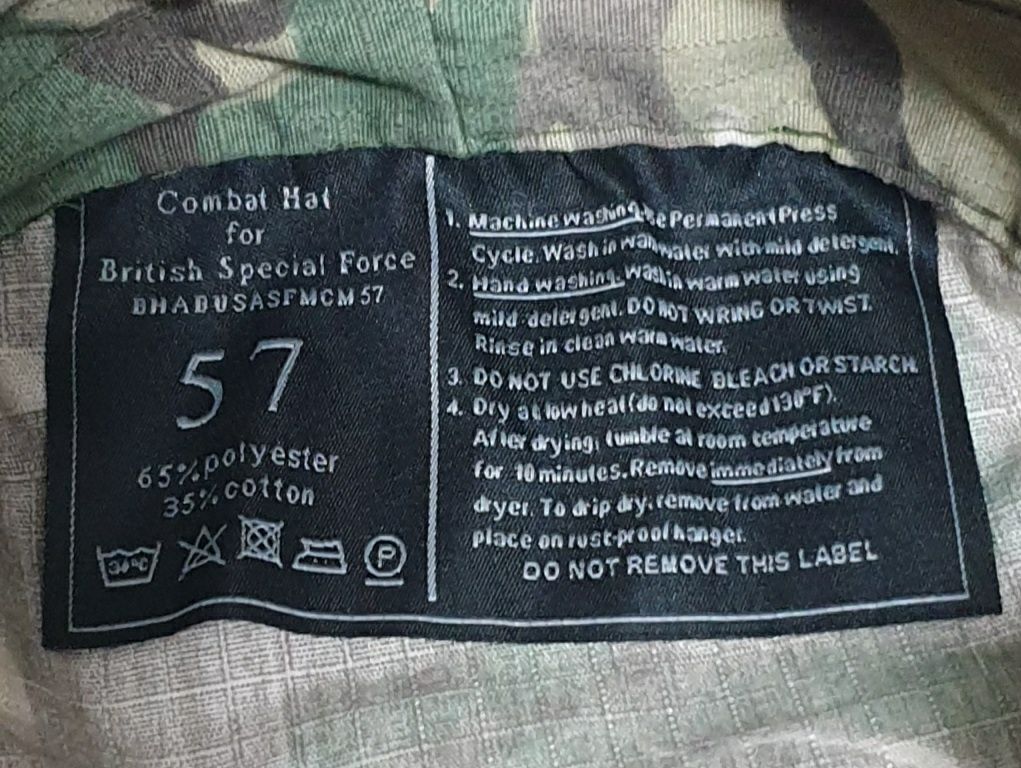 Combat Hat
for
British Special Force
BHABUSASFMCM57
57
65% polyester
35% cotton
30°C
P
1. Machine washing Use Permanent Press
Cycle. Wash in warm water with mild detergent.
2. Hand washing. Wash in warm water using
mild detergent. DO NOT WRING OR TWIST.
Rinse in clean warm water.
3. DO NOT USE CHLORINE BLEACH OR STARCH.
4. Dry at low heat (do not exceed 130°F).
After drying, tumble at room temperature
for 10 minutes. Remove immediately from
dryer. To drip dry, remove from water and
place on rust-proof hanger.
DO NOT REMOVE THIS LABEL